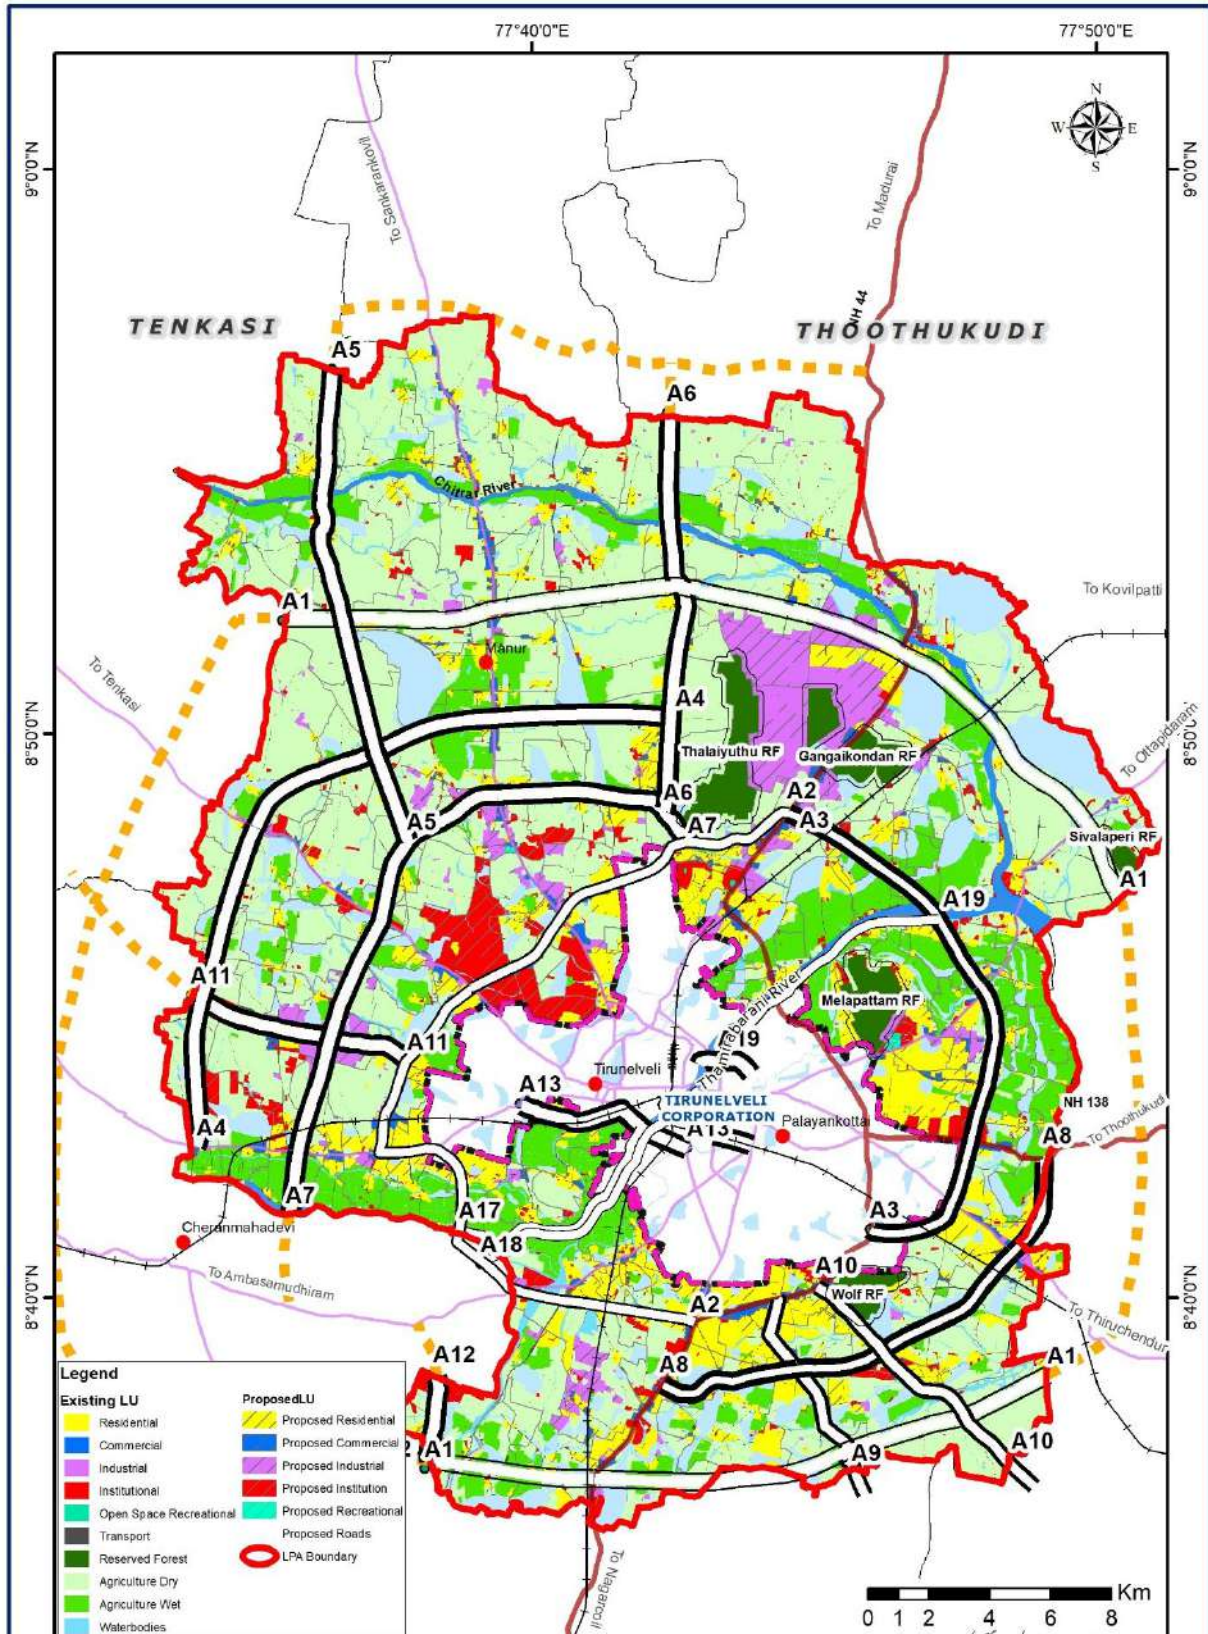 77°40'0"E
77°50'0"E
N
W
E
S
9°0'0"N
9°0'0"N
To Sankarankovil
To Madurai
NH 44
TENKASI
THOOTHUKUDI
A5
A6
Chittar River
A1
To Kovilpatti
Manur
To Tenkasi
A4
8°50'0"N
8°50'0"N
Thalaiyuthu RF
Gangaikondan RF
To Ottapidaram
A6
A2
A5
A7
A3
Sivalaperi RF
A1
A19
A11
Melapattam RF
Thamirabarani River
A11
A19
Tirunelveli
A13
TIRUNELVELI
CORPORATION
NH 138
Palayankottai
A13
To Thoothukudi
A4
A8
A7
A17
A3
Cheranmahadevi
A18
A10
To Ambasamudhiram
Wolf RF
8°40'0"N
8°40'0"N
A2
To Thiruchendur
A12
A8
A1
2
A1
A9
A10
To Nagarcoil
Legend
Existing LU
Residential
Commercial
Industrial
Institutional
Open Space Recreational
Transport
Reserved Forest
Agriculture Dry
Agriculture Wet
Waterbodies
ProposedLU
Proposed Residential
Proposed Commercial
Proposed Industrial
Proposed Institution
Proposed Recreational
Proposed Roads
LPA Boundary
Km
0 1 2 4 6 8